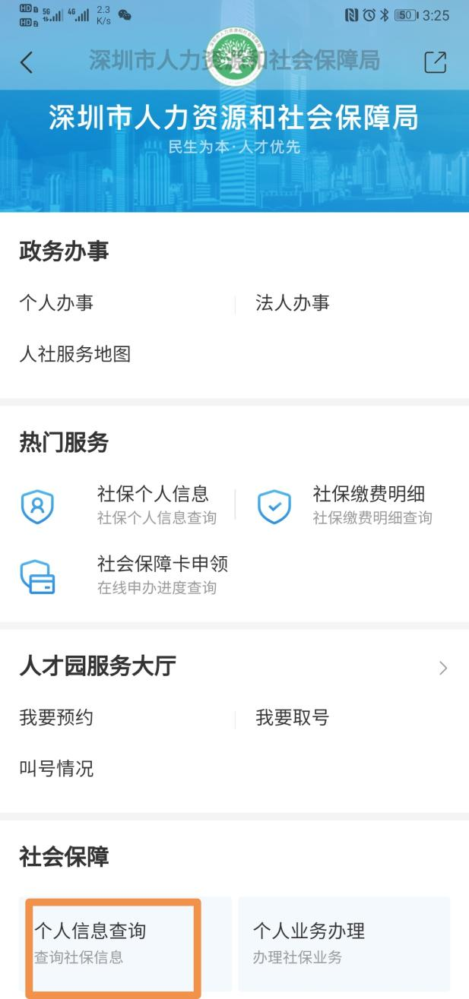 HD 5G 4G 2.3 K/s 50 3:25
HD
深圳市人力资源和社会保障局
深圳市人力资源和社会保障局
民生为本·人才优先
政务办事
个人办事 法人办事
人社服务地图
热门服务
社保个人信息 社保缴费明细
社保个人信息查询 社保缴费明细查询
社会保障卡申领
在线申办进度查询
人才园服务大厅
我要预约 我要取号
叫号情况
社会保障
个人信息查询 个人业务办理
查询社保信息 办理社保业务